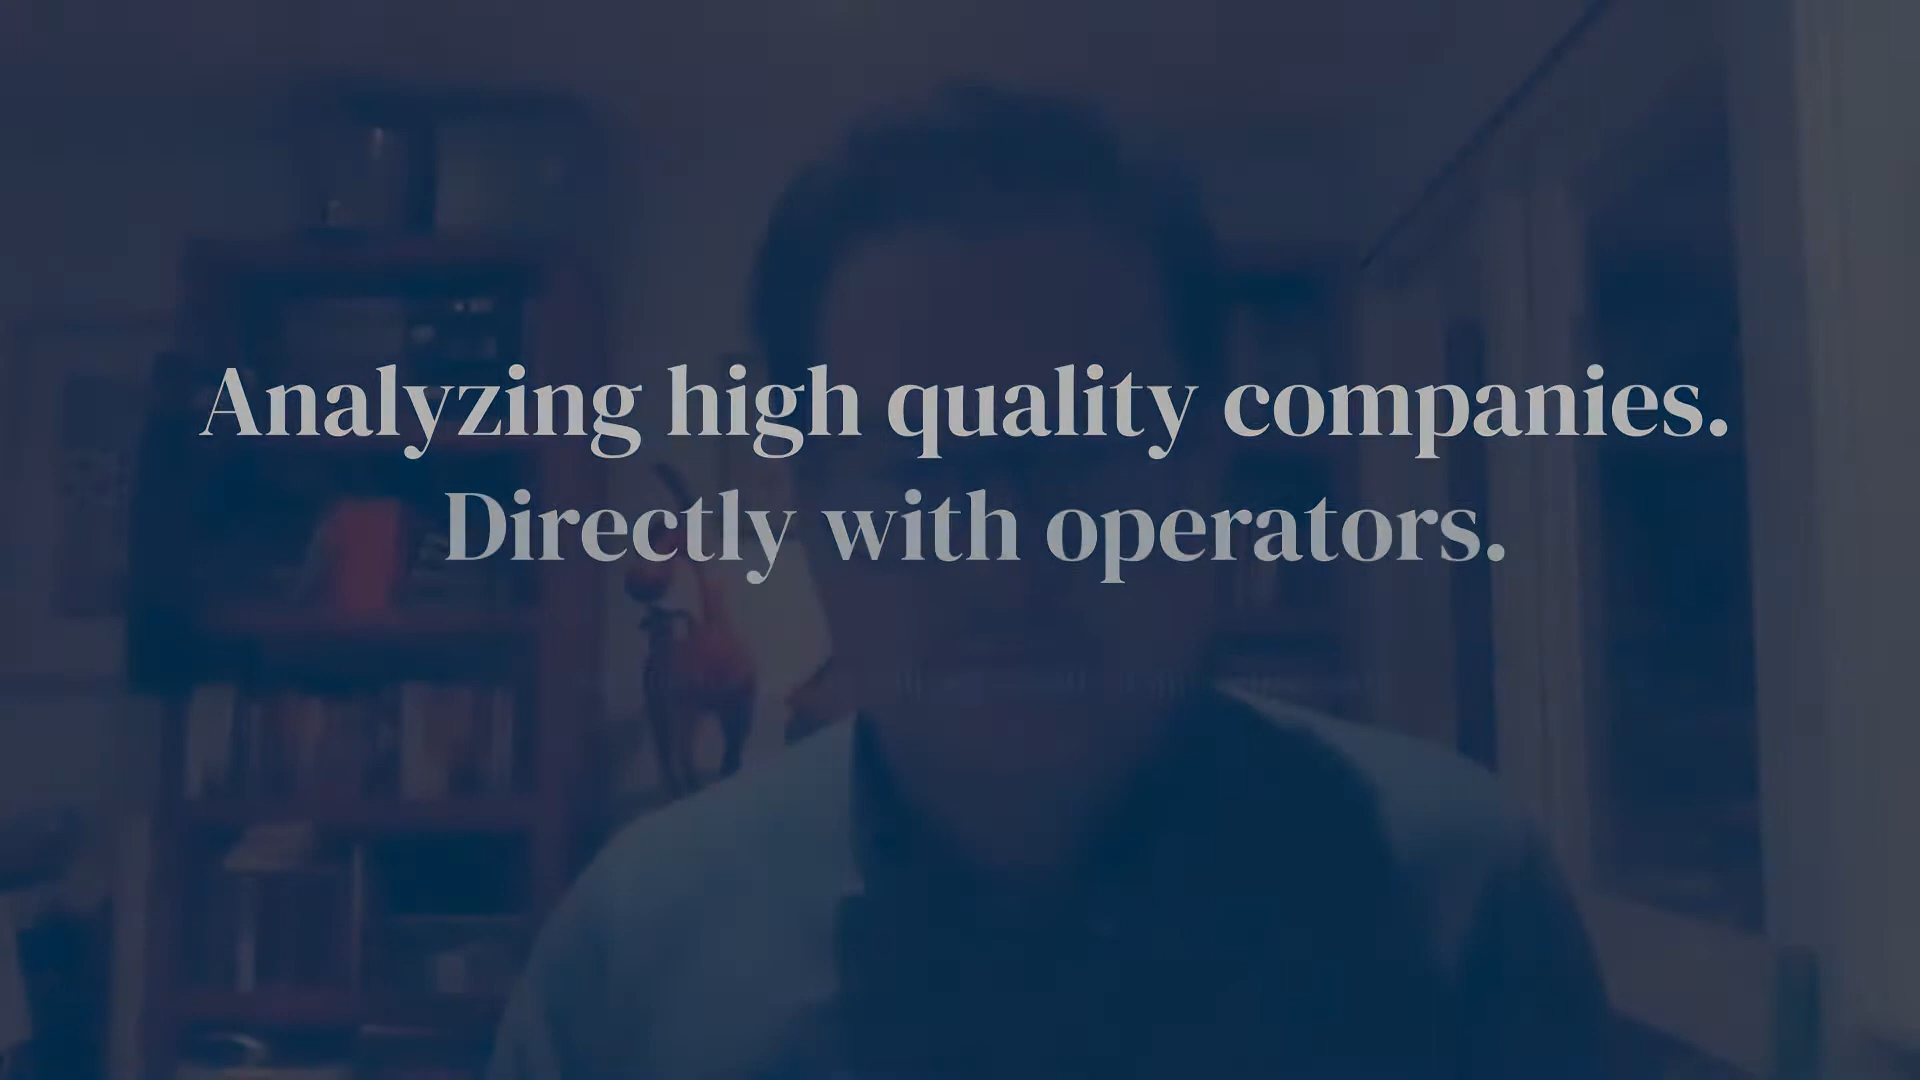 Analyzing high quality companies.
Directly with operators.